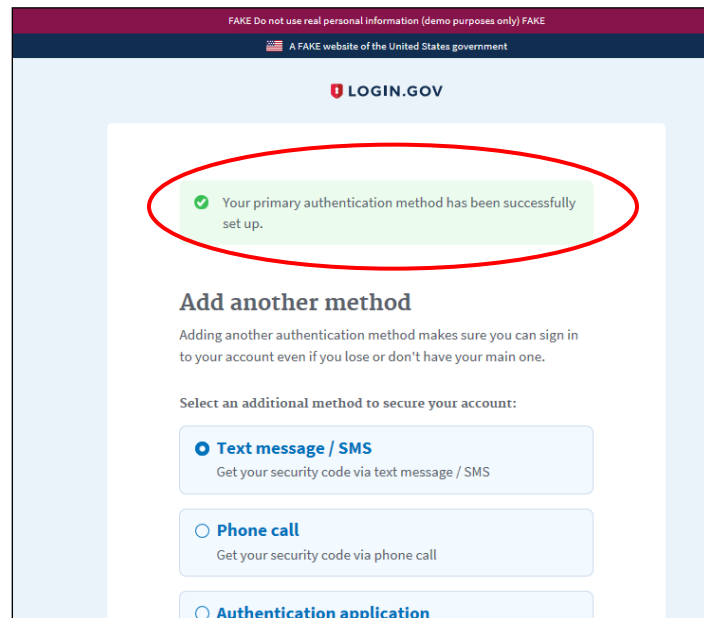 FAKE Do not use real personal information (demo purposes only) FAKE
A FAKE website of the United States government
LOGIN.GOV
Your primary authentication method has been successfully
set up.
Add another method
Adding another authentication method makes sure you can sign in
to your account even if you lose or don't have your main one.
Select an additional method to secure your account:
Text message / SMS
Get your security code via text message / SMS
Phone call
Get your security code via phone call
Authentication application